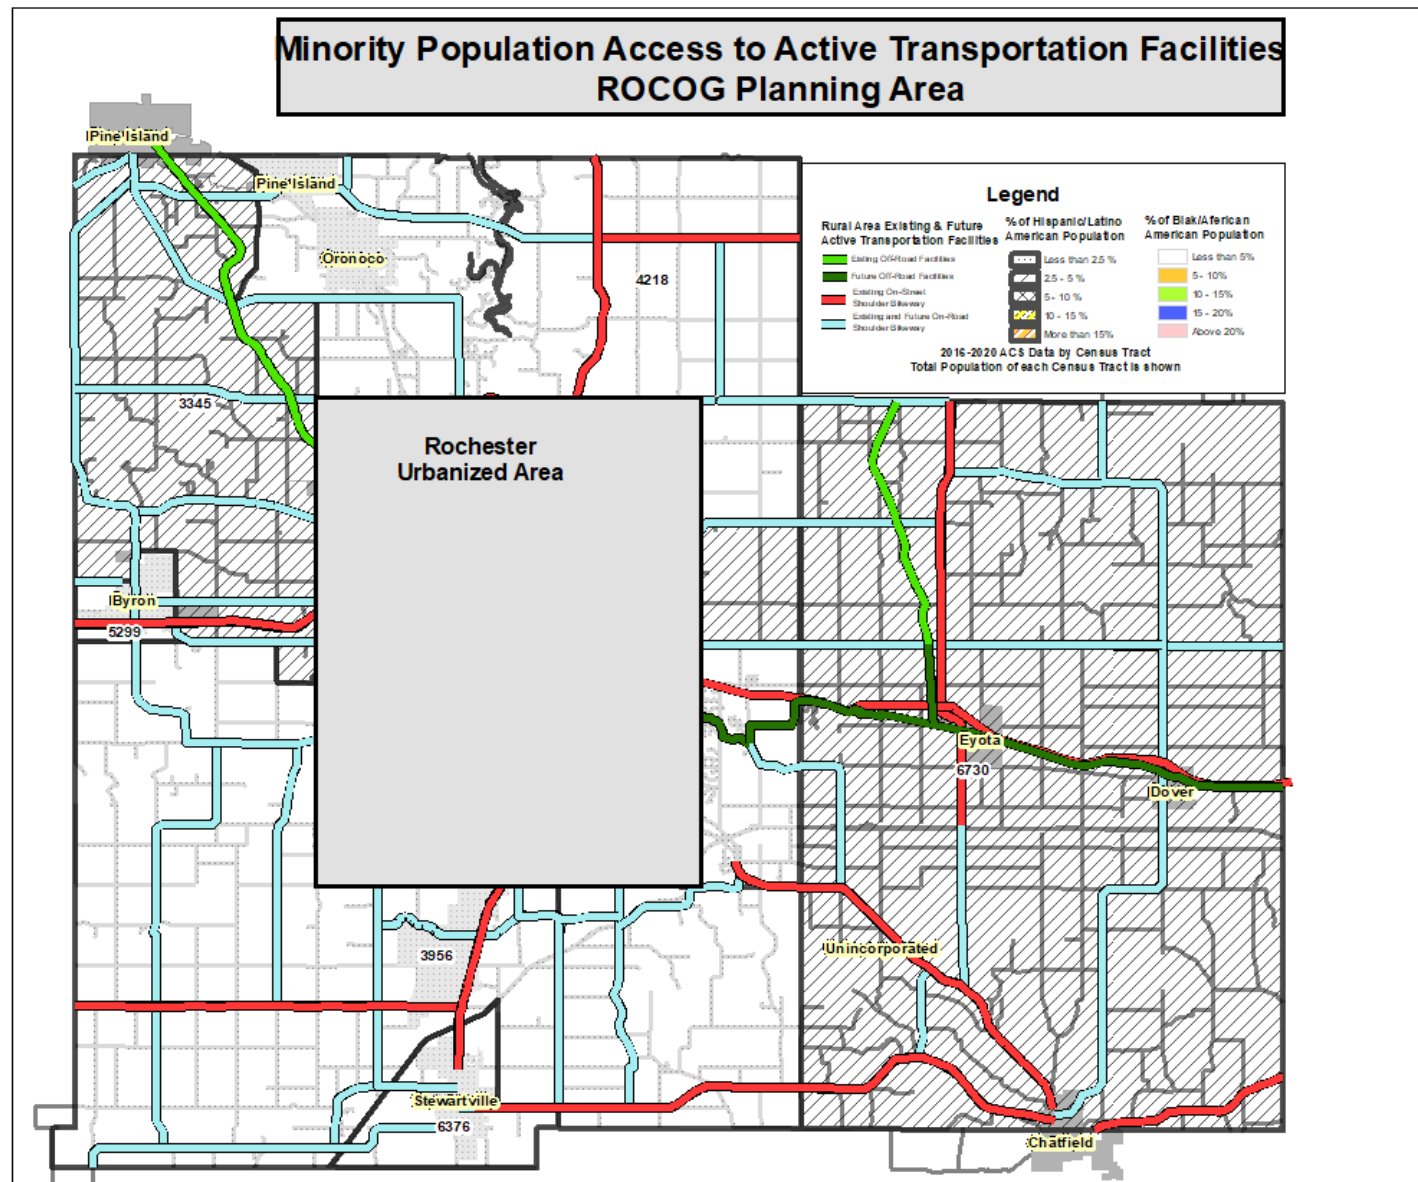 Minority Population Access to Active Transportation Facilities
ROCOG Planning Area
Pine Island
Pine Island
Oronoco
4218
3345
Rochester
Urbanized Area
Byron
5299
Eyota
6730
Dover
Unincorporated
3956
Stewartville
6376
Chatfield
Legend
Rural Area Existing & Future
Active Transportation Facilities
Exiting Off-Road Facilities
Future Off-Road Facilities
Existing On-Street
Shoulder Bikeway
Existing and Future On-Road
Shoulder Bikeway
% of Hispanic/Latino
American Population
Less than 2.5 %
2.5 - 5 %
5 - 10 %
10 - 15 %
More than 15%
% of Blak/Aferican
American Population
Less than 5%
5 - 10%
10 - 15%
15 - 20%
Above 20%
2016-2020 ACS Data by Census Tract
Total Population of each Census Tract is shown